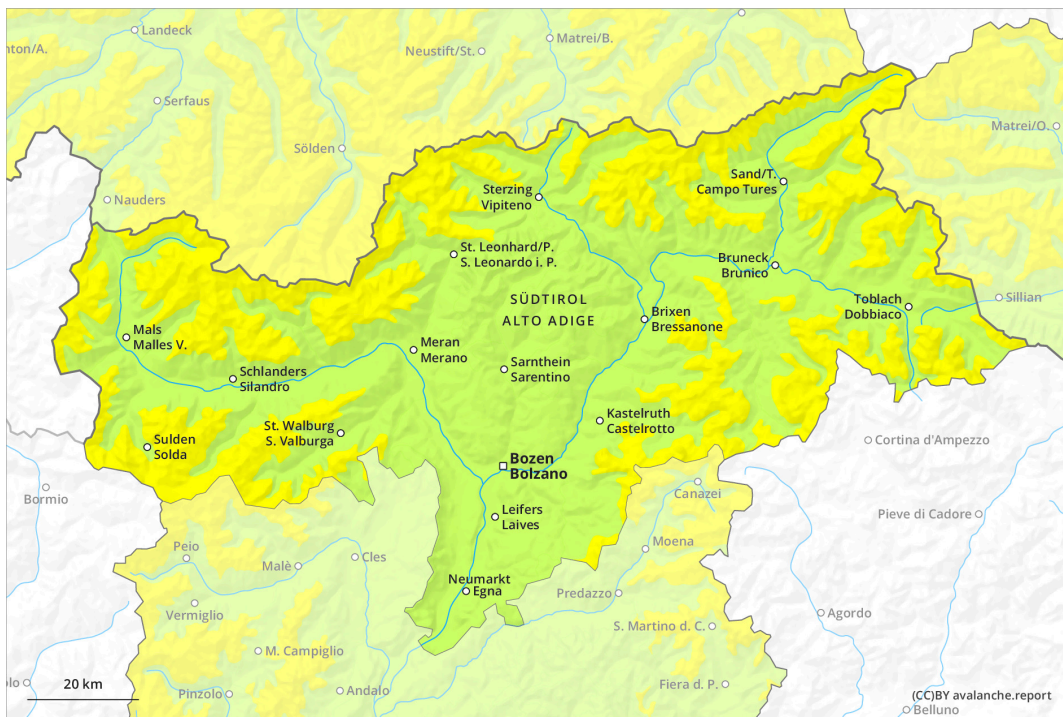 Landeck
Matrei/B.
nton/A.
Neustift/St.
Serfaus
Matrei/O.
Sölden
Sand/T.
Campo Tures
Sterzing
Vipiteno
Nauders
St. Leonhard/P.
S. Leonardo i. P.
Bruneck
Brunico
SÜDTIROL
ALTO ADIGE
Toblach
Dobbiaco
Sillian
Brixen
Bressanone
Mals
Malles V.
Meran
Merano
Sarnthein
Sarentino
Schlanders
Silandro
Kastelruth
Castelrotto
St. Walburg
S. Valburga
Sulden
Solda
Cortina d'Ampezzo
Bozen
Bolzano
Bormio
Canazei
Leifers
Laives
Pieve di Cadore
Peio
Moena
Cles
Malè
Neumarkt
Egna
Predazzo
Vermiglio
Agordo
S. Martino d. C.
M. Campiglio
20 km
olo
Pinzolo
Andalo
Fiera d. P.
(CC)BY avalanche.report
Belluno